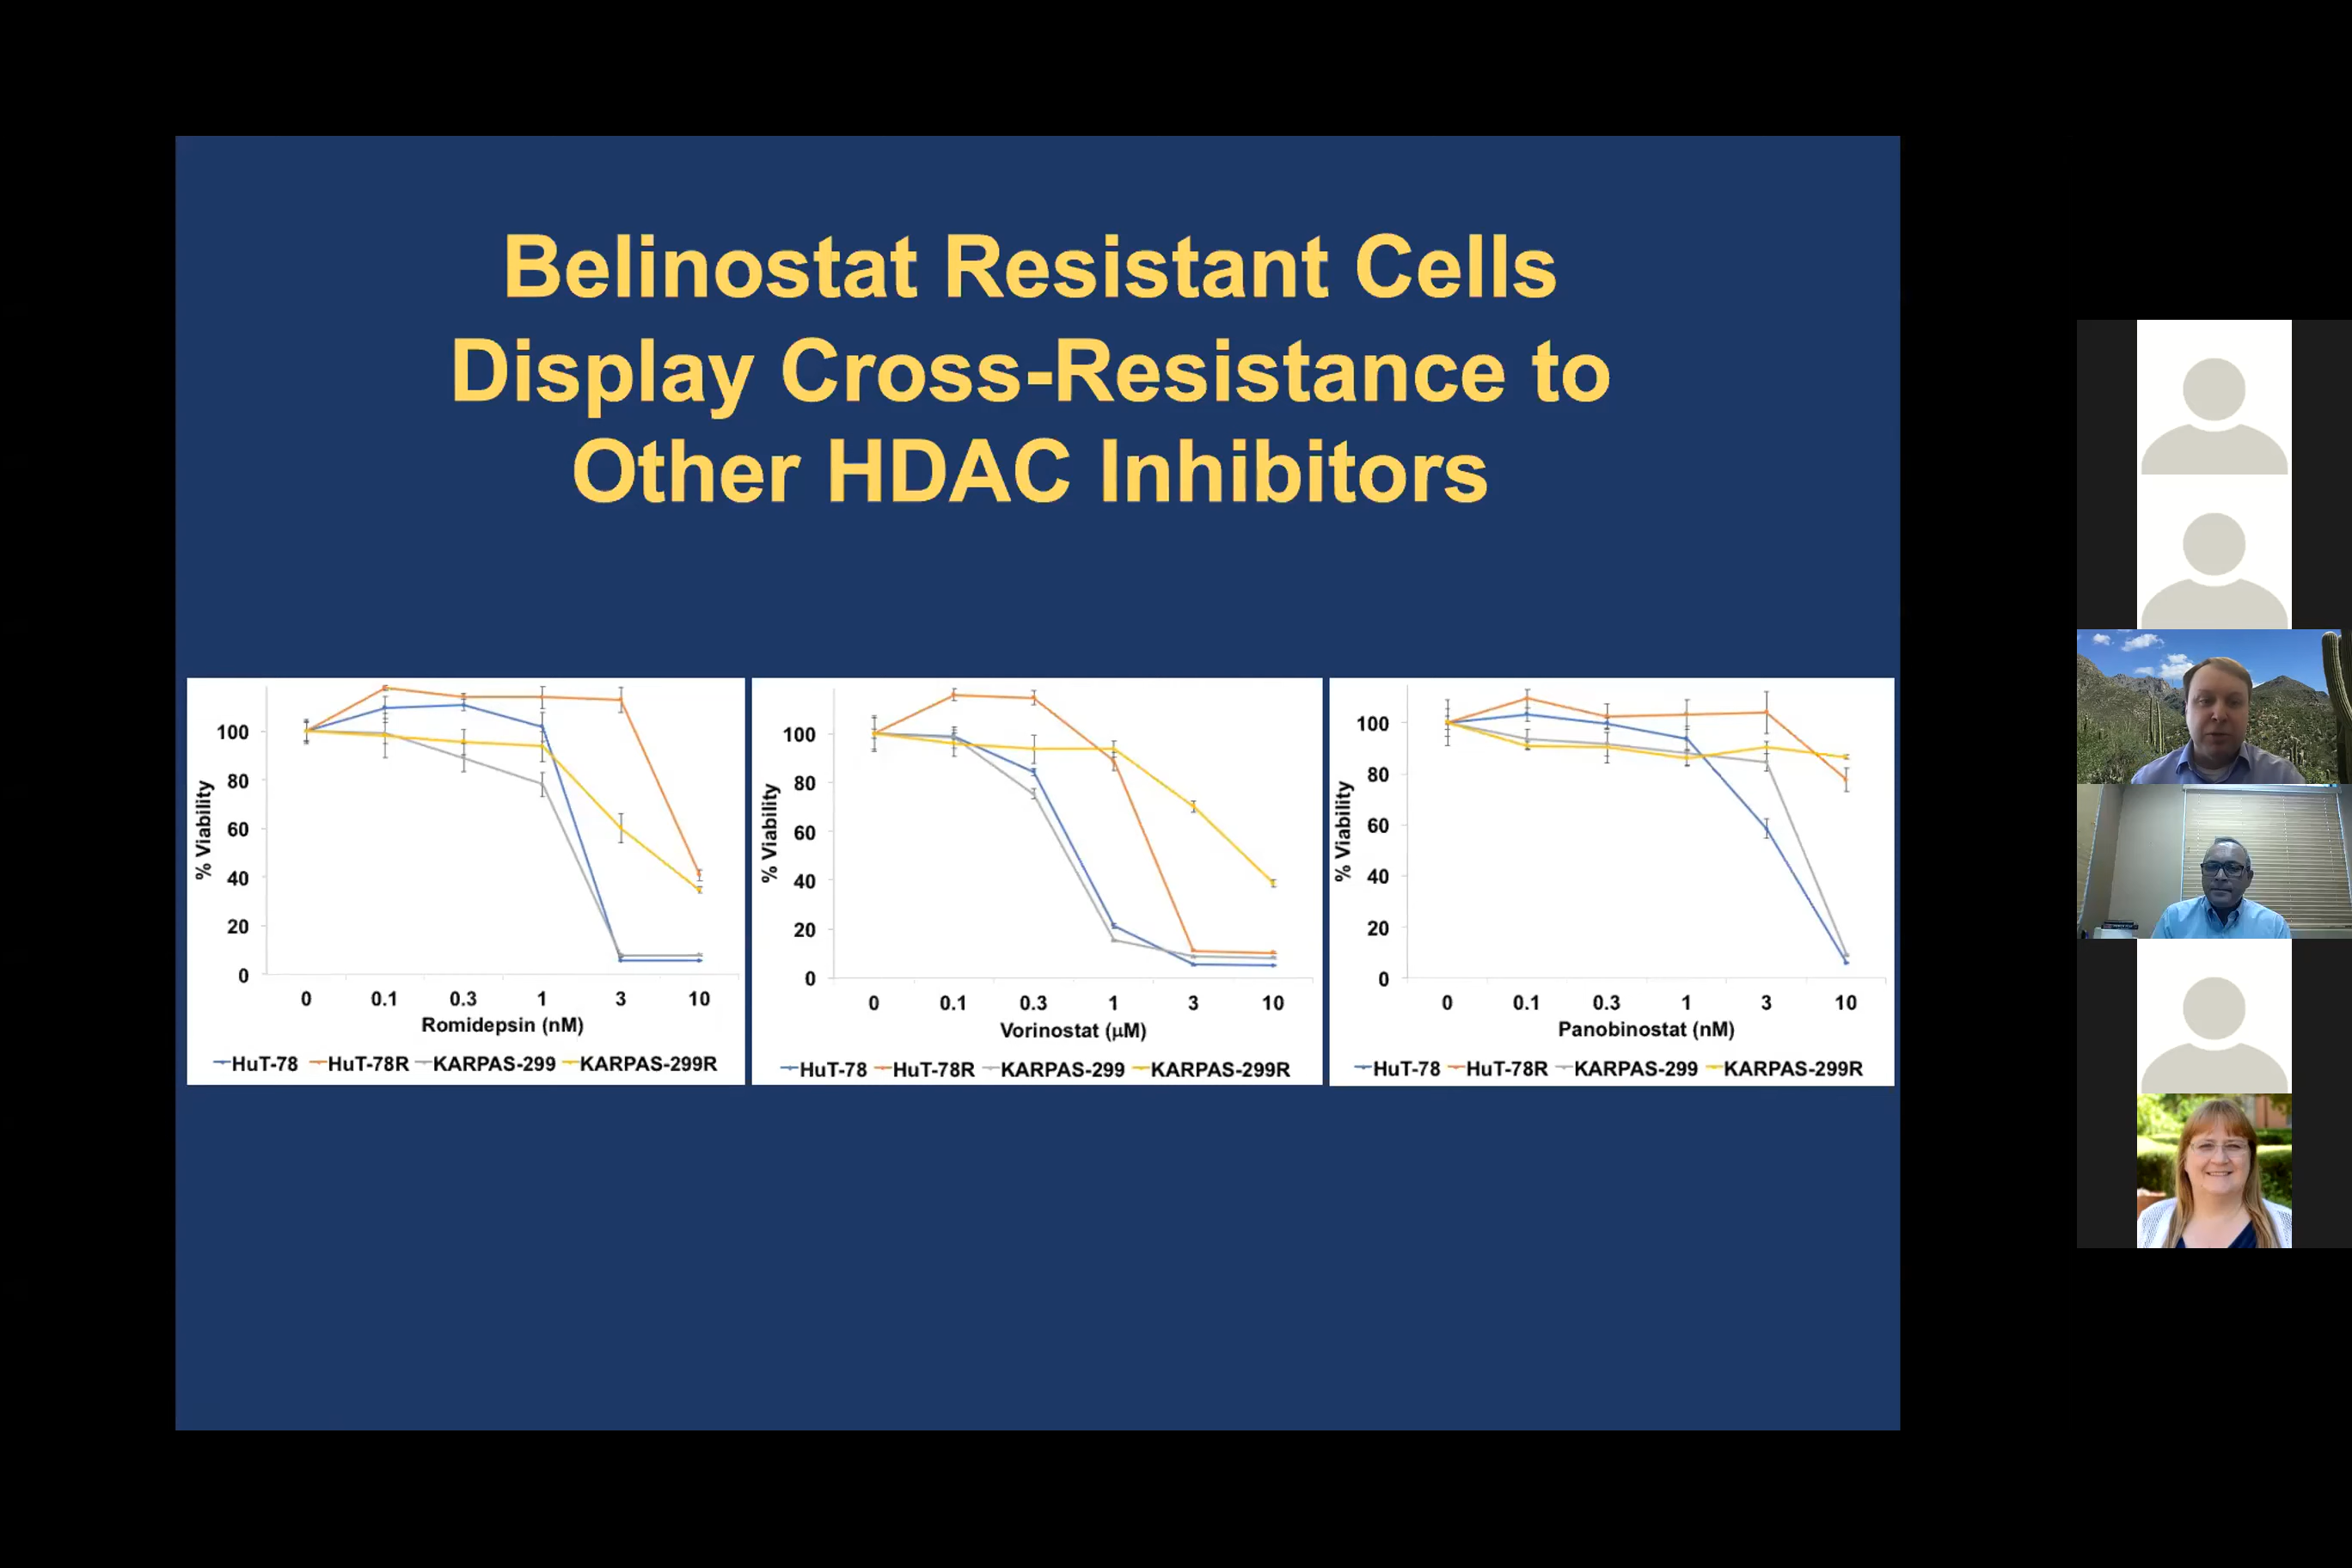 Belinostat Resistant Cells
Display Cross-Resistance to
Other HDAC Inhibitors
% Viability
100
80
60
40
20
0
0 0.1 0.3 1 3 10
Romidepsin (nM)
HuT-78 HuT-78R KARPAS-299 KARPAS-299R
% Viability
100
80
60
40
20
0
0 0.1 0.3 1 3 10
Vorinostat (μM)
HuT-78 HuT-78R KARPAS-299 KARPAS-299R
% Viability
100
80
60
40
20
0
0 0.1 0.3 1 3 10
Panobinostat (nM)
HuT-78 HuT-78R KARPAS-299 KARPAS-299R